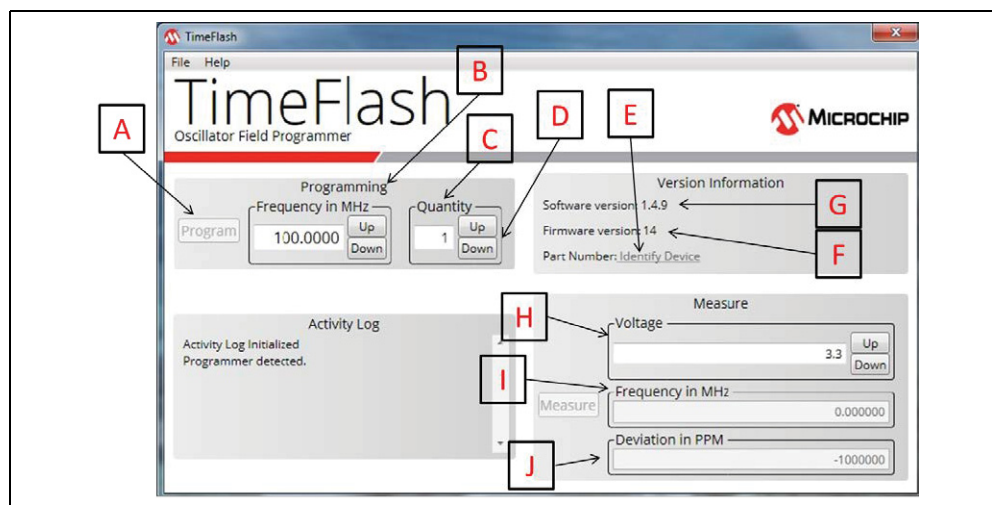 TimeFlash
File Help
TimeFlash
Oscillator Field Programmer
MICROCHIP
A
B
C
D
E
Programming
Program
Frequency in MHz
100.0000
Up
Down
Quantity
1
Up
Down
Version Information
Software version: 1.4.9
Firmware version: 14
Part Number: Identify Device
G
F
Activity Log
Activity Log Initialized
Programmer detected.
H
I
J
Measure
Voltage
3.3
Up
Down
Measure
Frequency in MHz
0.000000
Deviation in PPM
-1000000